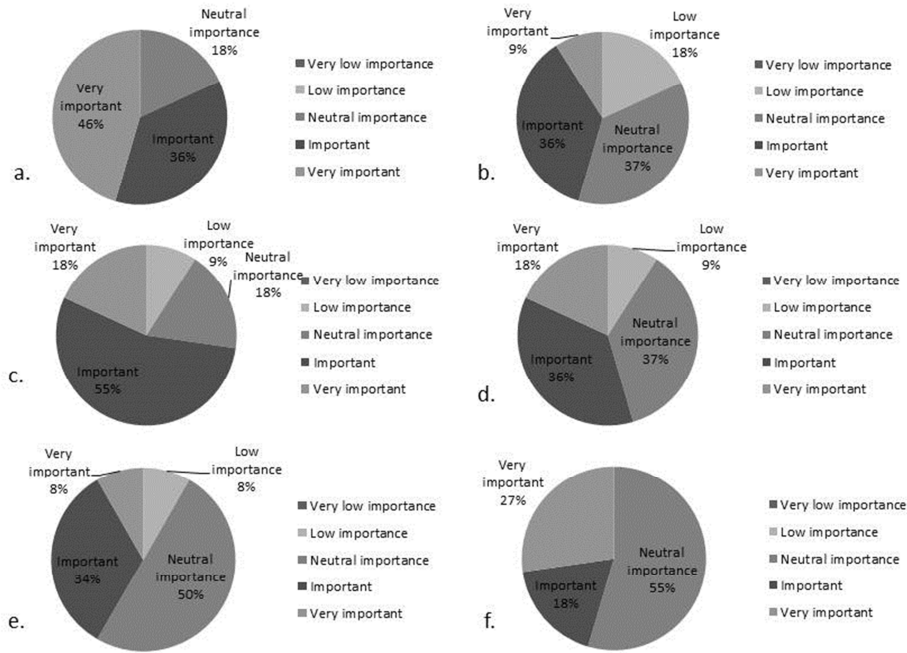 Neutral
importance
18%
Very
important
46%
Important
36%
Very low importance
Low importance
Neutral importance
Important
Very important
a.
Very
important
9%
Low
importance
18%
Important
36%
Neutral
importance
37%
Very low importance
Low importance
Neutral importance
Important
Very important
b.
Very
important
18%
Low
importance
9%
Neutral
importance
18%
Important
55%
Very low importance
Low importance
Neutral importance
Important
Very important
c.
Very
important
18%
Low
importance
9%
Neutral
importance
37%
Important
36%
Very low importance
Low importance
Neutral importance
Important
Very important
d.
Very
important
8%
Low
importance
8%
Important
34%
Neutral
importance
50%
Very low importance
Low importance
Neutral importance
Important
Very important
e.
Very
important
27%
Neutral
importance
55%
Important
18%
Very low importance
Low importance
Neutral importance
Important
Very important
f.